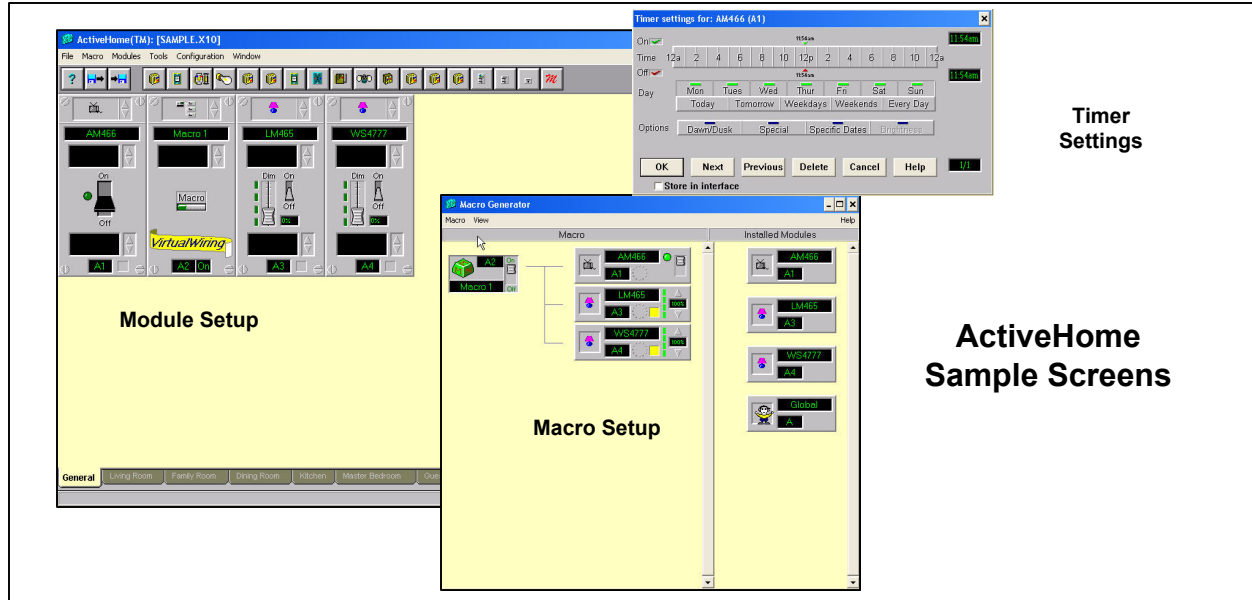 ActiveHome(TM): [SAMPLE.X10]
File Macro Modules Tools Configuration Window
?
AM466
On
Off
A1
Macro 1
Macro
VirtualWiring
A2 On
LM465
Dim On
Off
0%
A3
WS4777
Dim On
Off
0%
A4
Module Setup
General Living Room Family Room Dining Room Kitchen Master Bedroom
Timer settings for: AM466 (A1)
On 11:54am 11:54am
Time 12a 2 4 6 8 10 12p 2 4 6 8 10 12a
Off 11:54am 11:54am
Day Mon Tues Wed Thur Fri Sat Sun
Today Tomorrow Weekdays Weekends Every Day
Options Dawn/Dusk Special Specific Dates Brightness
OK Next Previous Delete Cancel Help 1/1
Store in interface
Timer
Settings
Macro Generator
Macro View Help
Macro Installed Modules
A2 On
Macro 1 Off
AM466
A1
LM465
A3 100%
WS4777
A4 100%
AM466
A1
LM465
A3
WS4777
A4
Global
A
Macro Setup
ActiveHome
Sample Screens